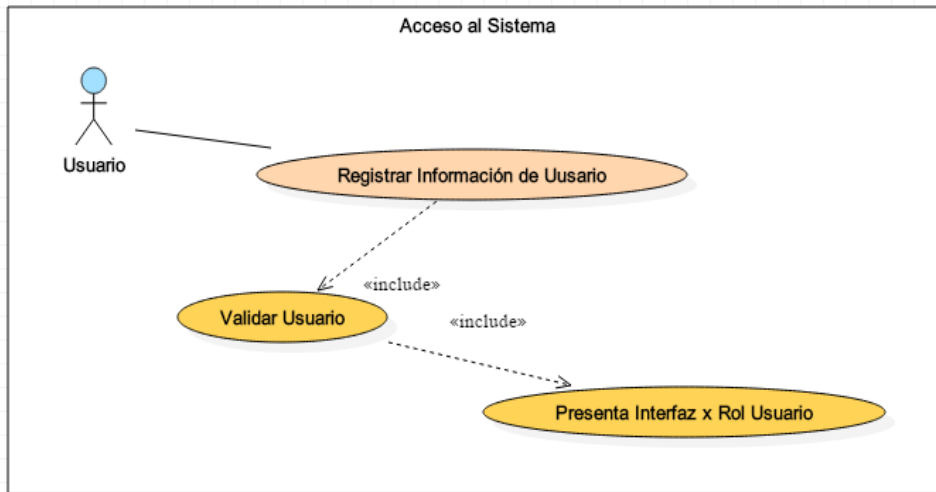 Acceso al Sistema
Usuario
Registrar Información de Uusario
«include»
Validar Usuario
«include»
Presenta Interfaz x Rol Usuario